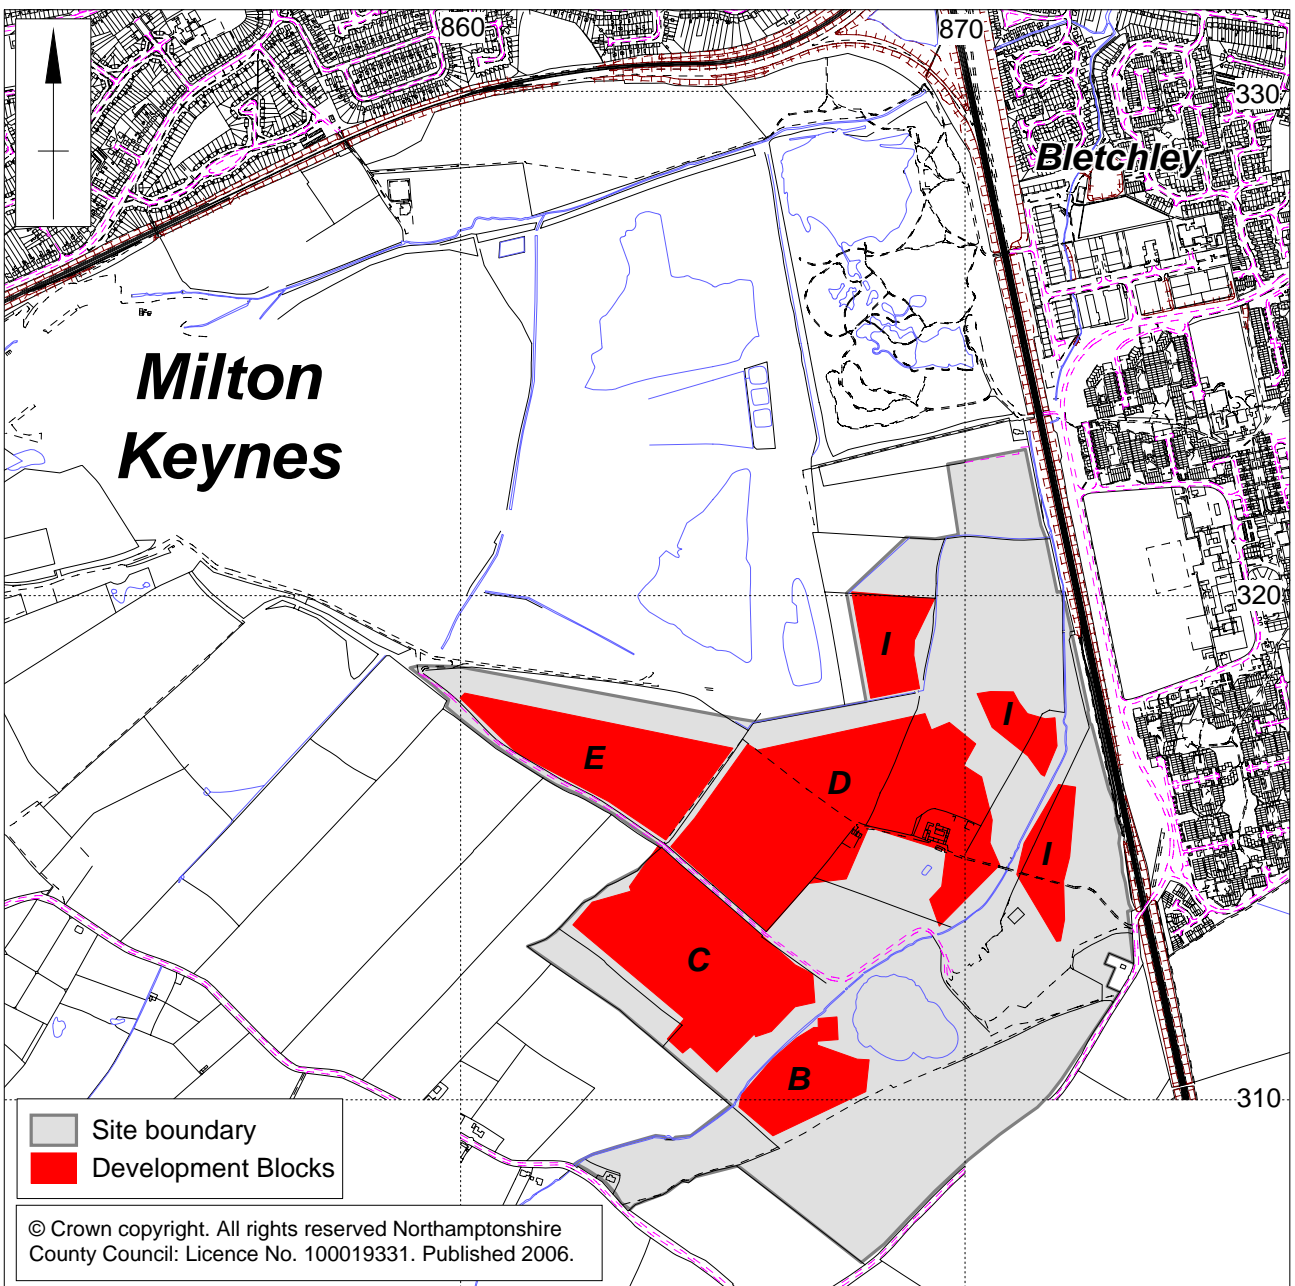 860
870
330
Bletchley
Milton
Keynes
320
I
I
E
D
I
C
B
310
Site boundary
Development Blocks
© Crown copyright. All rights reserved Northamptonshire
County Council: Licence No. 100019331. Published 2006.